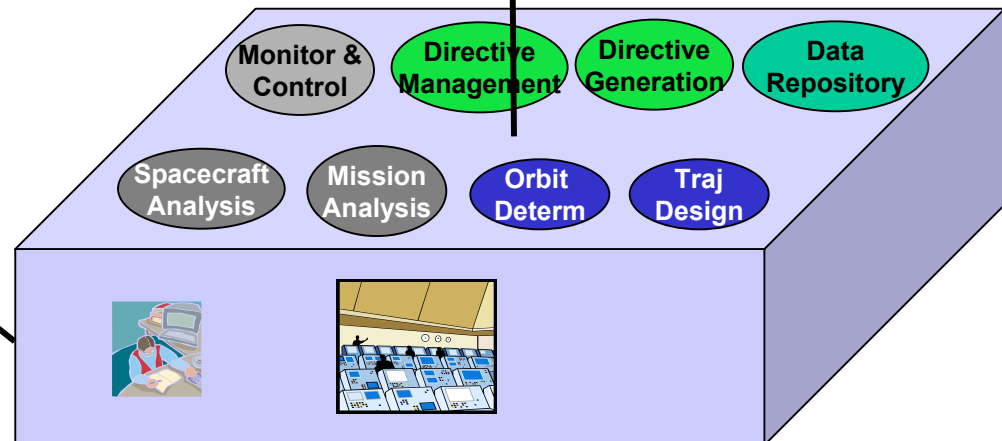 Monitor &
Control
Directive
Management
Directive
Generation
Data
Repository
Spacecraft
Analysis
Mission
Analysis
Orbit
Determ
Traj
Design